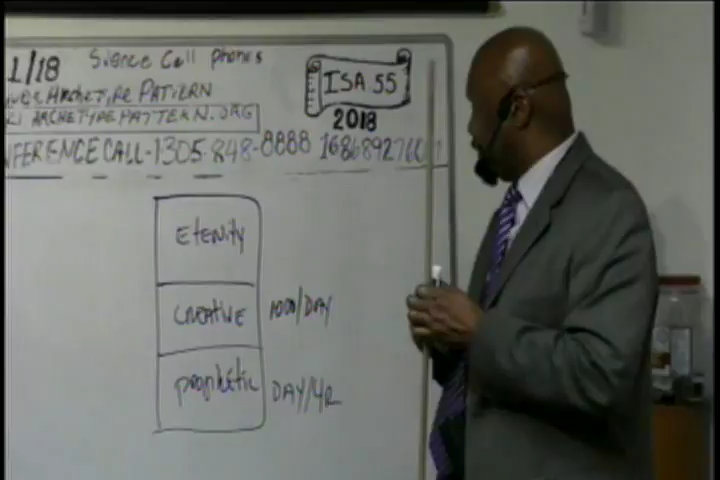 1/18 Silence Cell Phones
ARCHETYPE PATTERN
ARCHETYPEPATTERN.ORG
NFERENCE CALL-1305-848-8888
ISA 55
2018
Etenity
creative 1000/DAY
prophetic DAY/YR